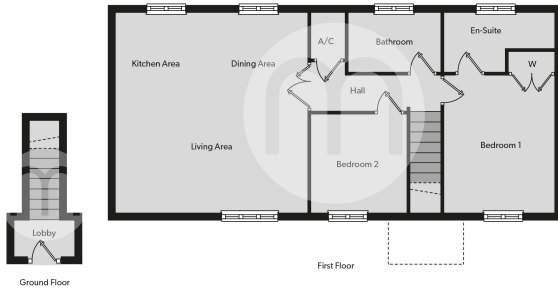 A/C
Bathroom
En-Suite
Kitchen Area
Dining Area
W
Hall
Living Area
Bedroom 1
Bedroom 2
Lobby
First Floor
Ground Floor